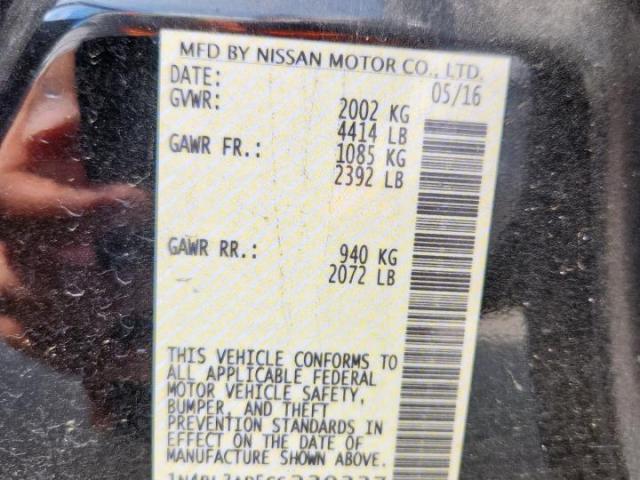 MFD BY NISSAN MOTOR CO., LTD.
DATE: 05/16
GVWR: 2002 KG
4414 LB
GAWR FR.: 1085 KG
2392 LB
GAWR RR.: 940 KG
2072 LB
THIS VEHICLE CONFORMS TO
ALL APPLICABLE FEDERAL
MOTOR VEHICLE SAFETY,
BUMPER, AND THEFT
PREVENTION STANDARDS IN
EFFECT ON THE DATE OF
MANUFACTURE SHOWN ABOVE.